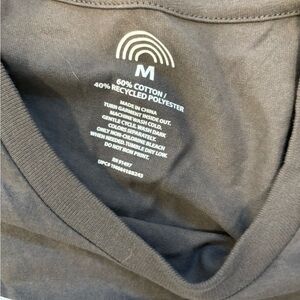 M
60% COTTON /
40% RECYCLED POLYESTER
MADE IN CHINA
TURN GARMENT INSIDE OUT.
MACHINE WASH COLD.
GENTLE CYCLE. WASH DARK
COLORS SEPARATELY.
ONLY NON-CHLORINE BLEACH
WHEN NEEDED. TUMBLE DRY LOW.
DO NOT IRON PRINT.